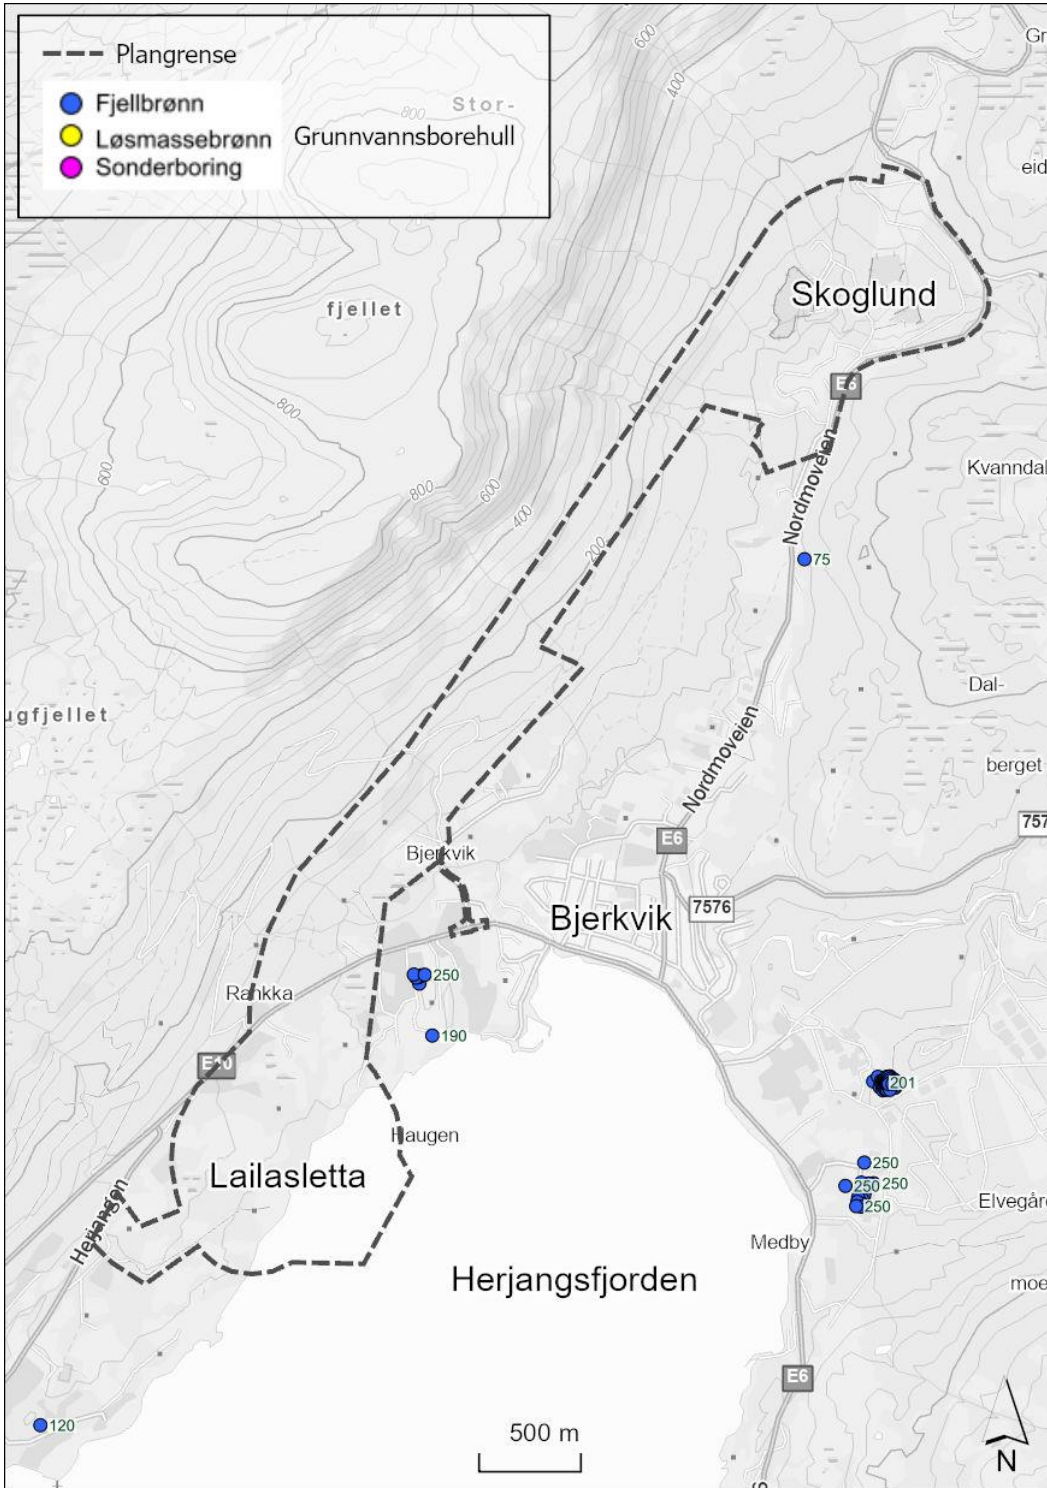 Plangrense
Fjellbrønn
Løsmassebrønn
Grunnvannsborehull
Sonderboring
600
400
Gr
800
Stor-
eid
Skoglund
fjellet
E6
800
600
800
600
400
Kvanndal
Nordmoveien
200
75
Dal-
ugfjellet
Nordmoveien
berget
757
E6
Bjerkvik
7576
Bjerkvik
250
Rahkka
190
E10
201
Haugen
250
Lailasletta
250
250
Herjangen
250
Elvegård
Medby
Herjangsfjorden
moe
E6
120
500 m
N